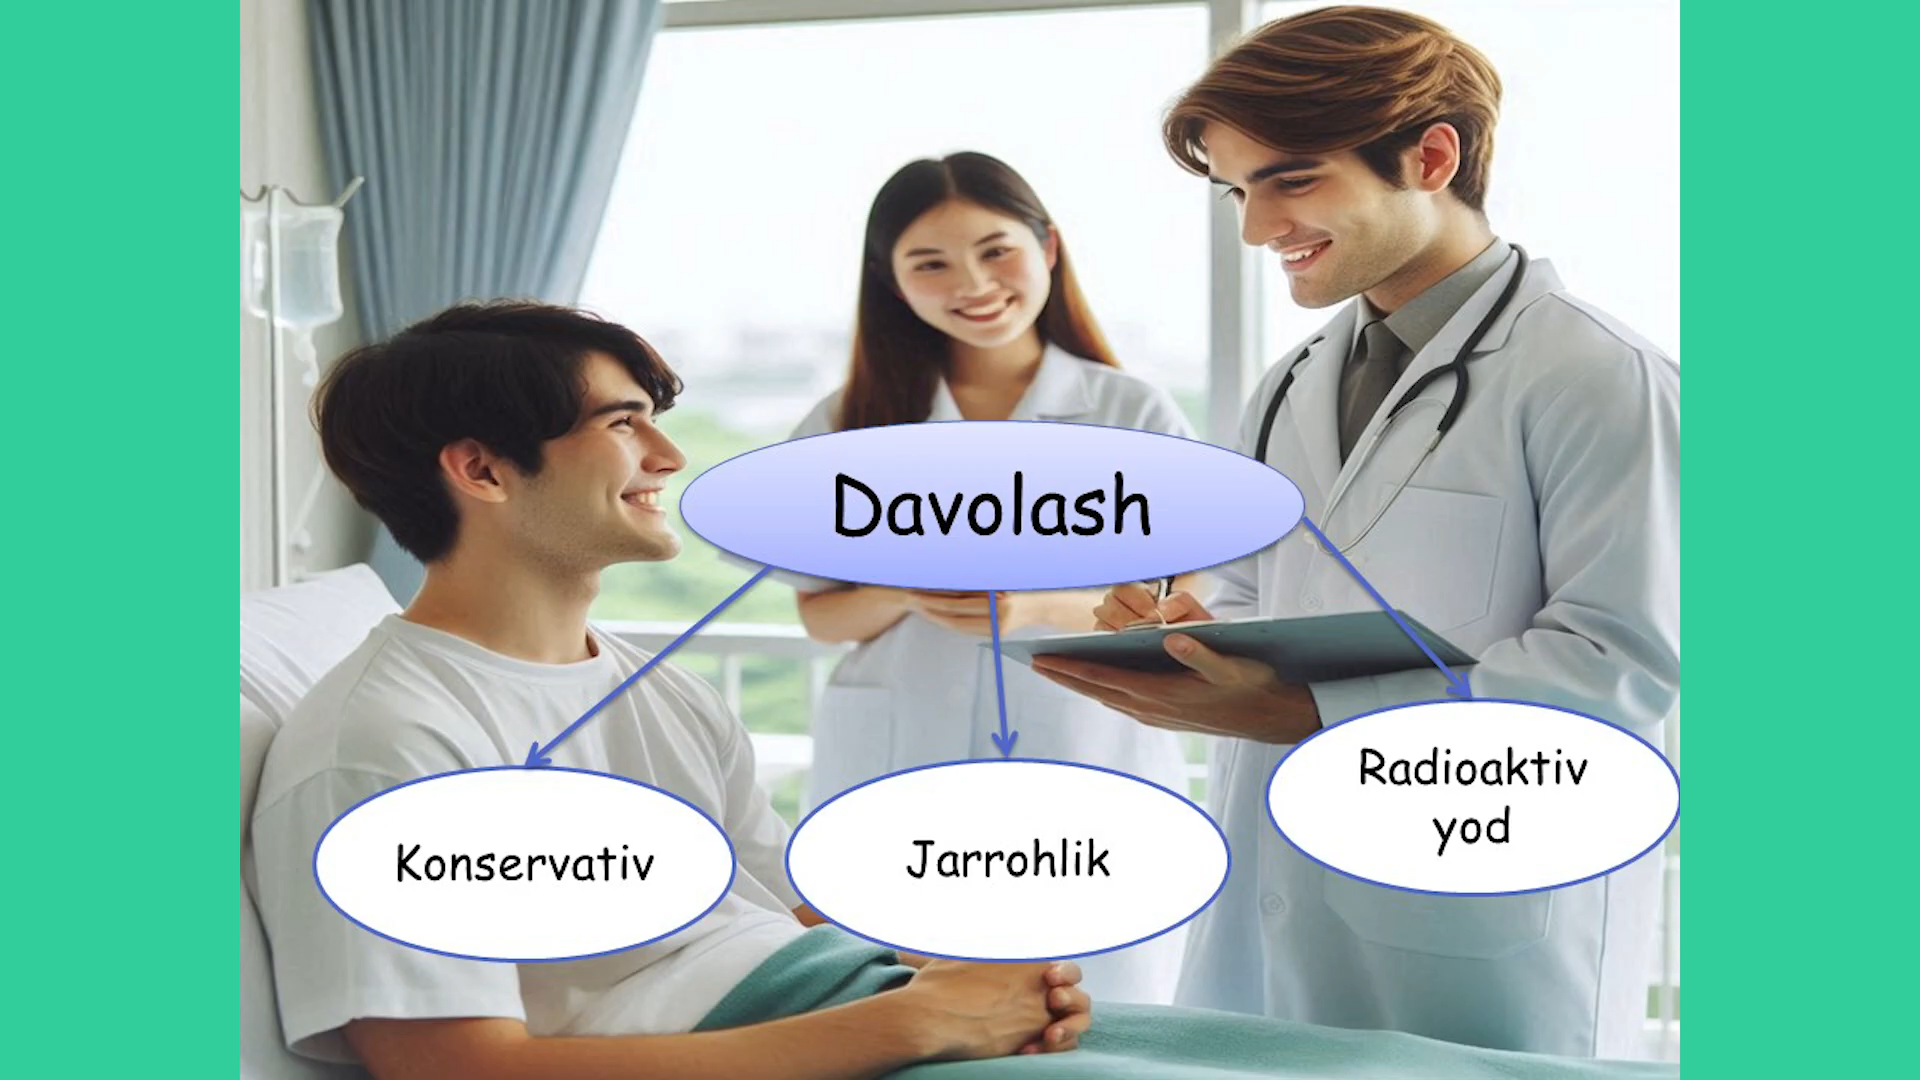 Davolash
Konservativ
Jarrohlik
Radioaktiv
yod